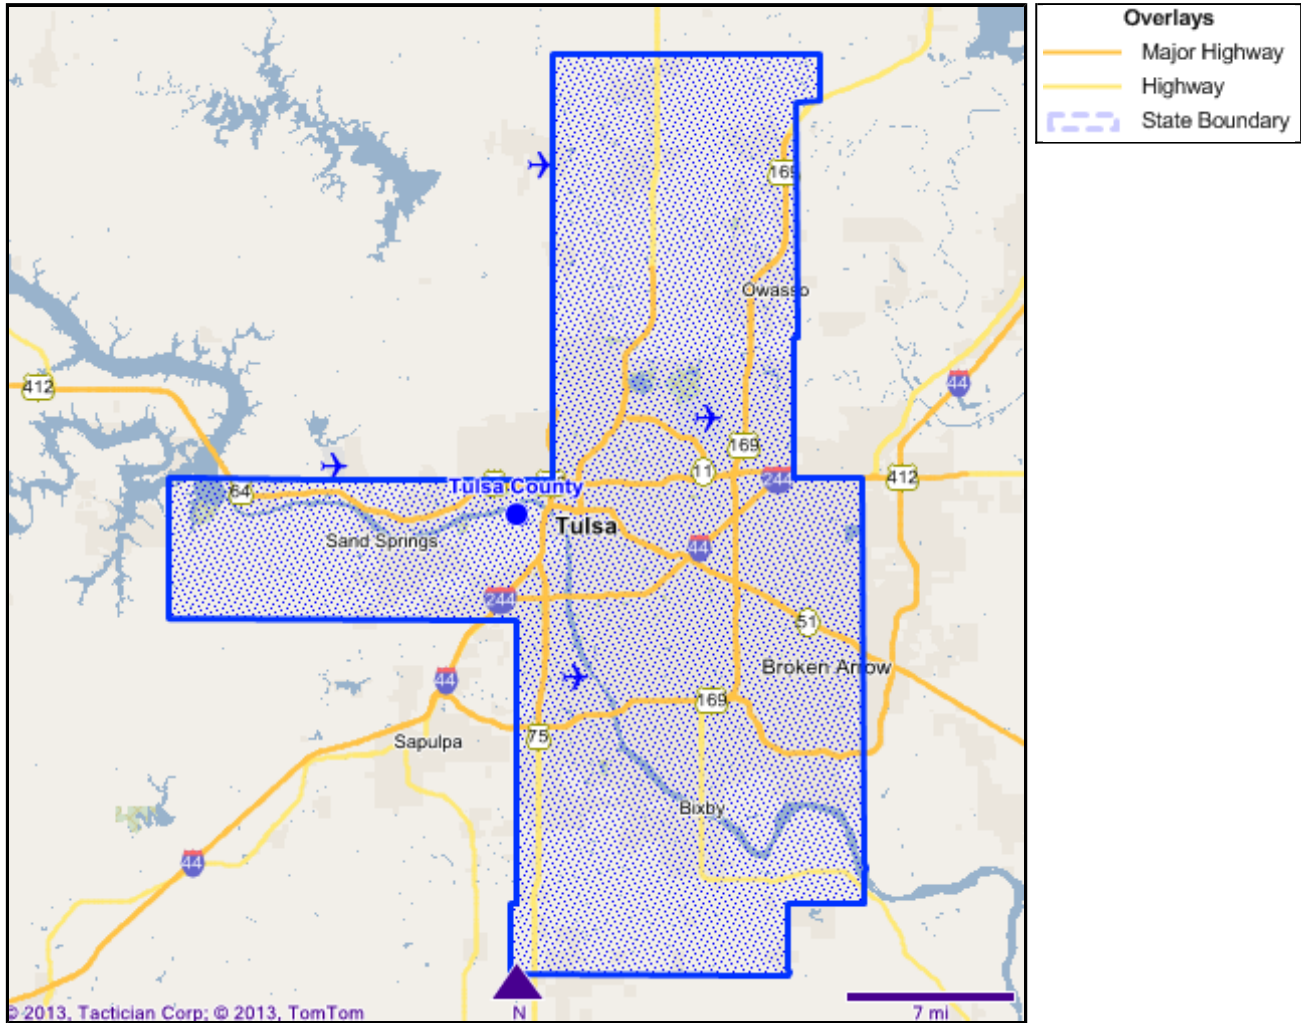 Overlays
Major Highway
Highway
State Boundary
169
Owasso
412
44
169
11
244
412
64
Tulsa County
Tulsa
Sand Springs
44
244
51
Broken Arrow
44
169
75
Sapulpa
Bixby
44
© 2013, Tactician Corp; © 2013, TomTom
N
7 mi